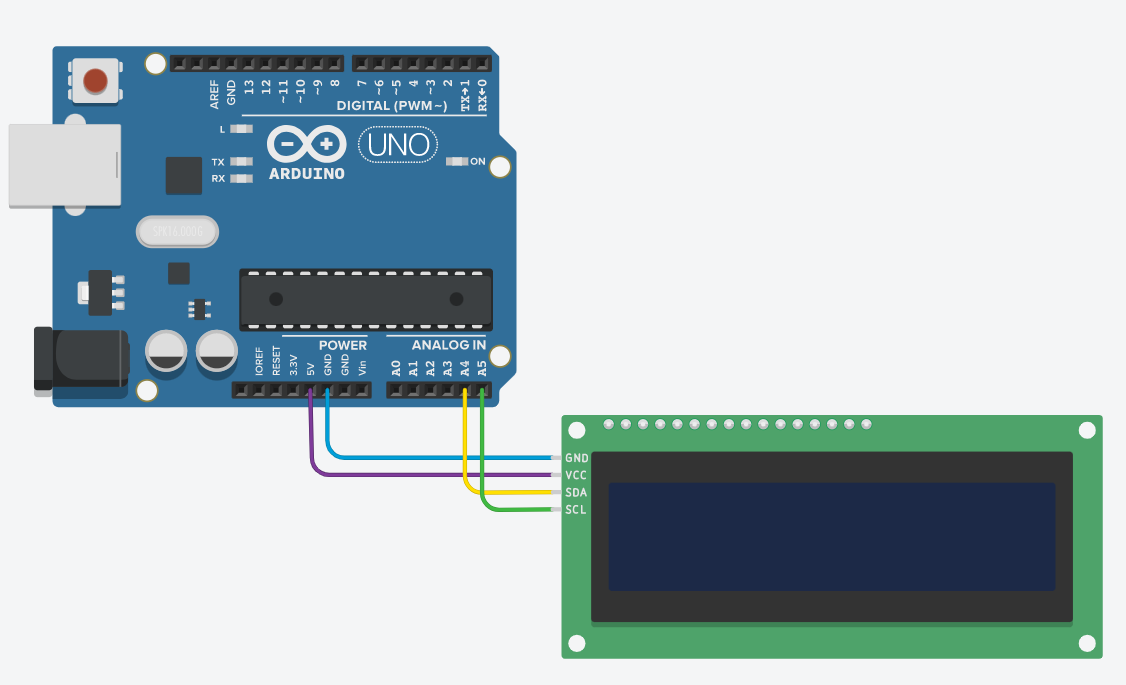 AREF
GND
13
12
~11
~10
~9
8
7
~6
~5
4
~3
2
TX→1
RX←0
DIGITAL (PWM~)
L
TX
RX
UNO
ON
ARDUINO
POWER
ANALOG IN
IOREF
RESET
3.3V
5V
GND
GND
Vin
A0
A1
A2
A3
A4
A5
GND
VCC
SDA
SCL